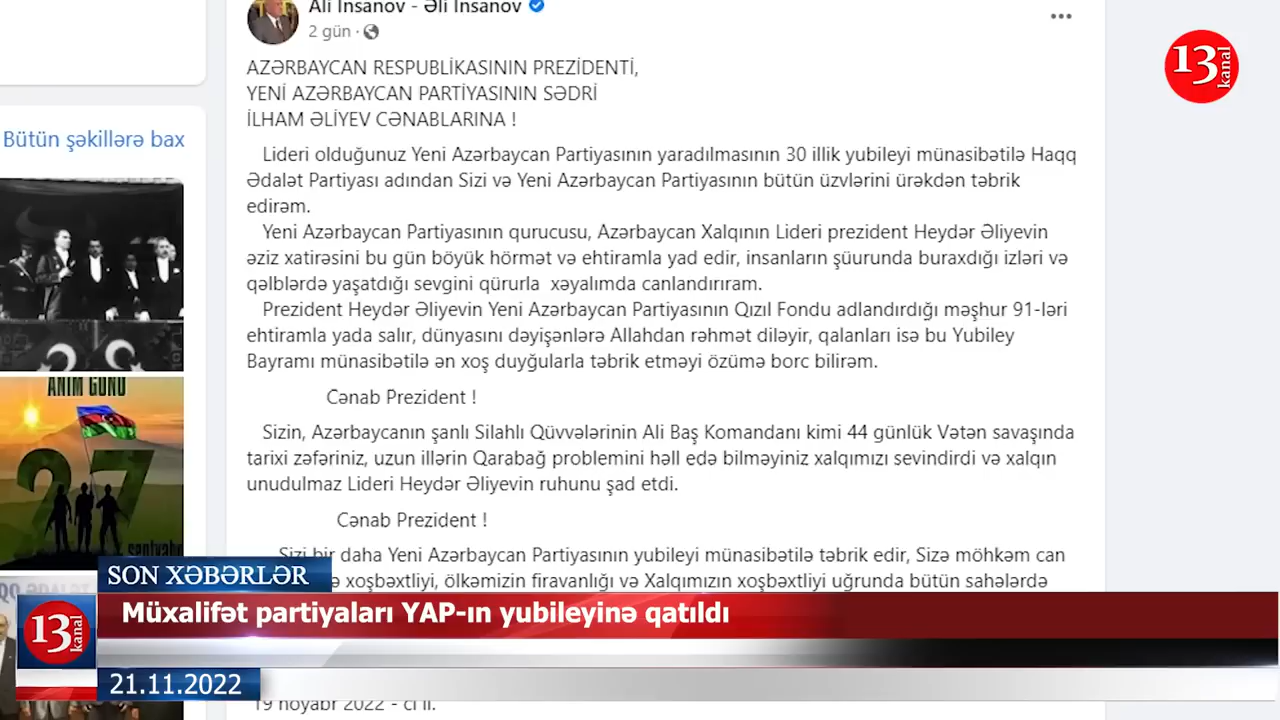 Ali Insanov - Əli İnsanov
2 gün
AZƏRBAYCAN RESPUBLİKASININ PREZİDENTİ,
YENİ AZƏRBAYCAN PARTİYASININ SƏDRİ
İLHAM ƏLİYEV CƏNABLARINA !
Lideri olduğunuz Yeni Azərbaycan Partiyasının yaradılmasının 30 illik yubileyi münasibətilə Haqq
Ədalət Partiyası adından Sizi və Yeni Azərbaycan Partiyasının bütün üzvlərini ürəkdən təbrik
edirəm.
Yeni Azərbaycan Partiyasının qurucusu, Azərbaycan Xalqının Lideri prezident Heydər Əliyevin
əziz xatirəsini bu gün böyük hörmət və ehtiramla yad edir, insanların şüurunda buraxdığı izləri və
qəlblərdə yaşatdığı sevgini qürurla xəyalımda canlandırıram.
Prezident Heydər Əliyevin Yeni Azərbaycan Partiyasının Qızıl Fondu adlandırdığı məşhur 91-ləri
ehtiramla yada salır, dünyasını dəyişənlərə Allahdan rəhmət diləyir, qalanları isə bu Yubiley
Bayramı münasibətilə ən xoş duyğularla təbrik etməyi özümə borc bilirəm.
Cənab Prezident !
Sizin, Azərbaycanın şanlı Silahlı Qüvvələrinin Ali Baş Komandanı kimi 44 günlük Vətən savaşında
tarixi zəfəriniz, uzun illərin Qarabağ problemini həll edə bilməyiniz xalqımızı sevindirdi və xalqın
unudulmaz Lideri Heydər Əliyevin ruhunu şad etdi.
Cənab Prezident !
Sizi bir daha Yeni Azərbaycan Partiyasının yubileyi münasibətilə təbrik edir, Sizə möhkəm can
xoşbəxtliyi, ölkəmizin firavanlığı və Xalqımızın xoşbəxtliyi uğrunda bütün sahələrdə
19 noyabr 2022 - ci il.
Bütün şəkillərə bax
ANIM GÜNÜ
27
13
kanal
SON XƏBƏRLƏR
Müxalifət partiyaları YAP-ın yubileyinə qatıldı
13
kanal
21.11.2022